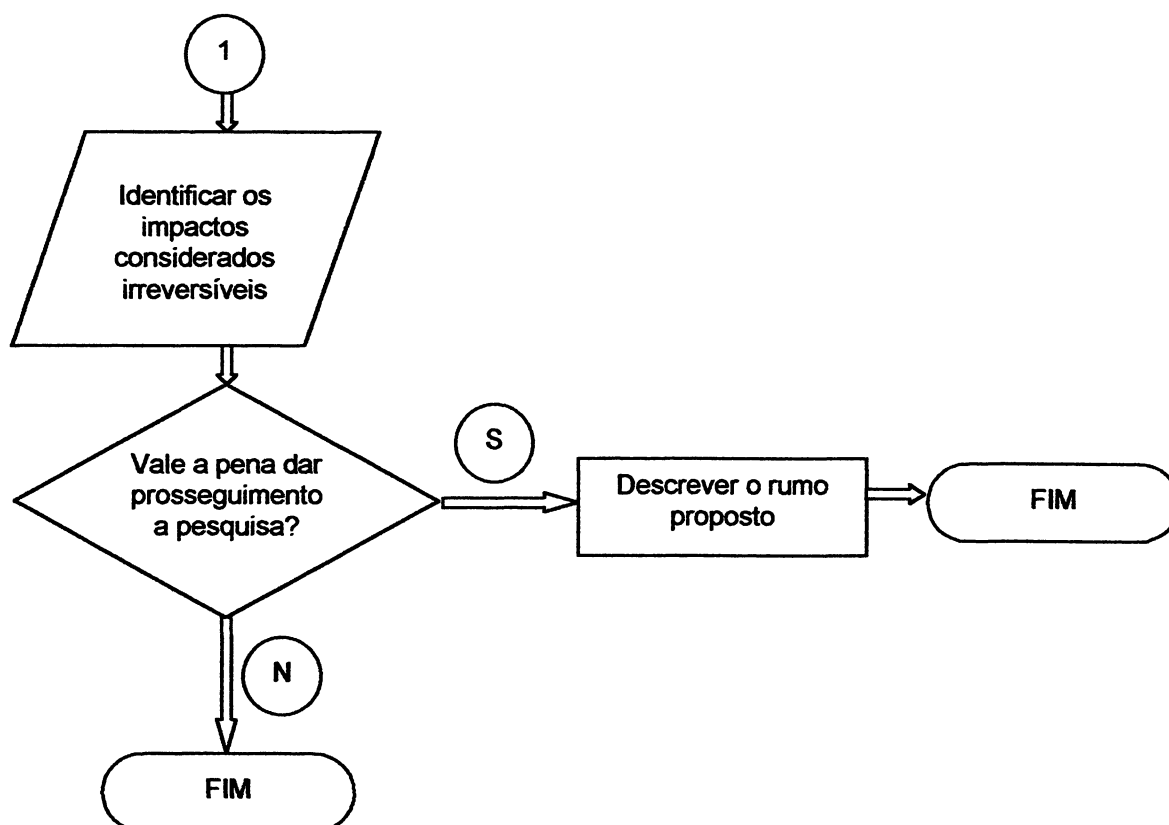 1
Identificar os
impactos
considerados
irreversíveis
Vale a pena dar
prosseguimento
a pesquisa?
S
Descrever o rumo
proposto
FIM
N
FIM